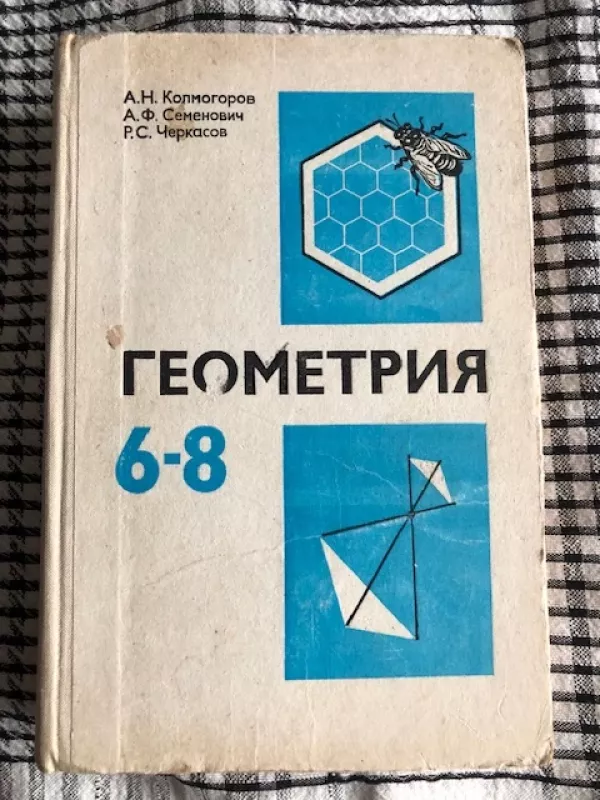 А.Н. Колмогоров
А.Ф. Семенович
Р.С. Черкасов
ГЕОМЕТРИЯ
6-8